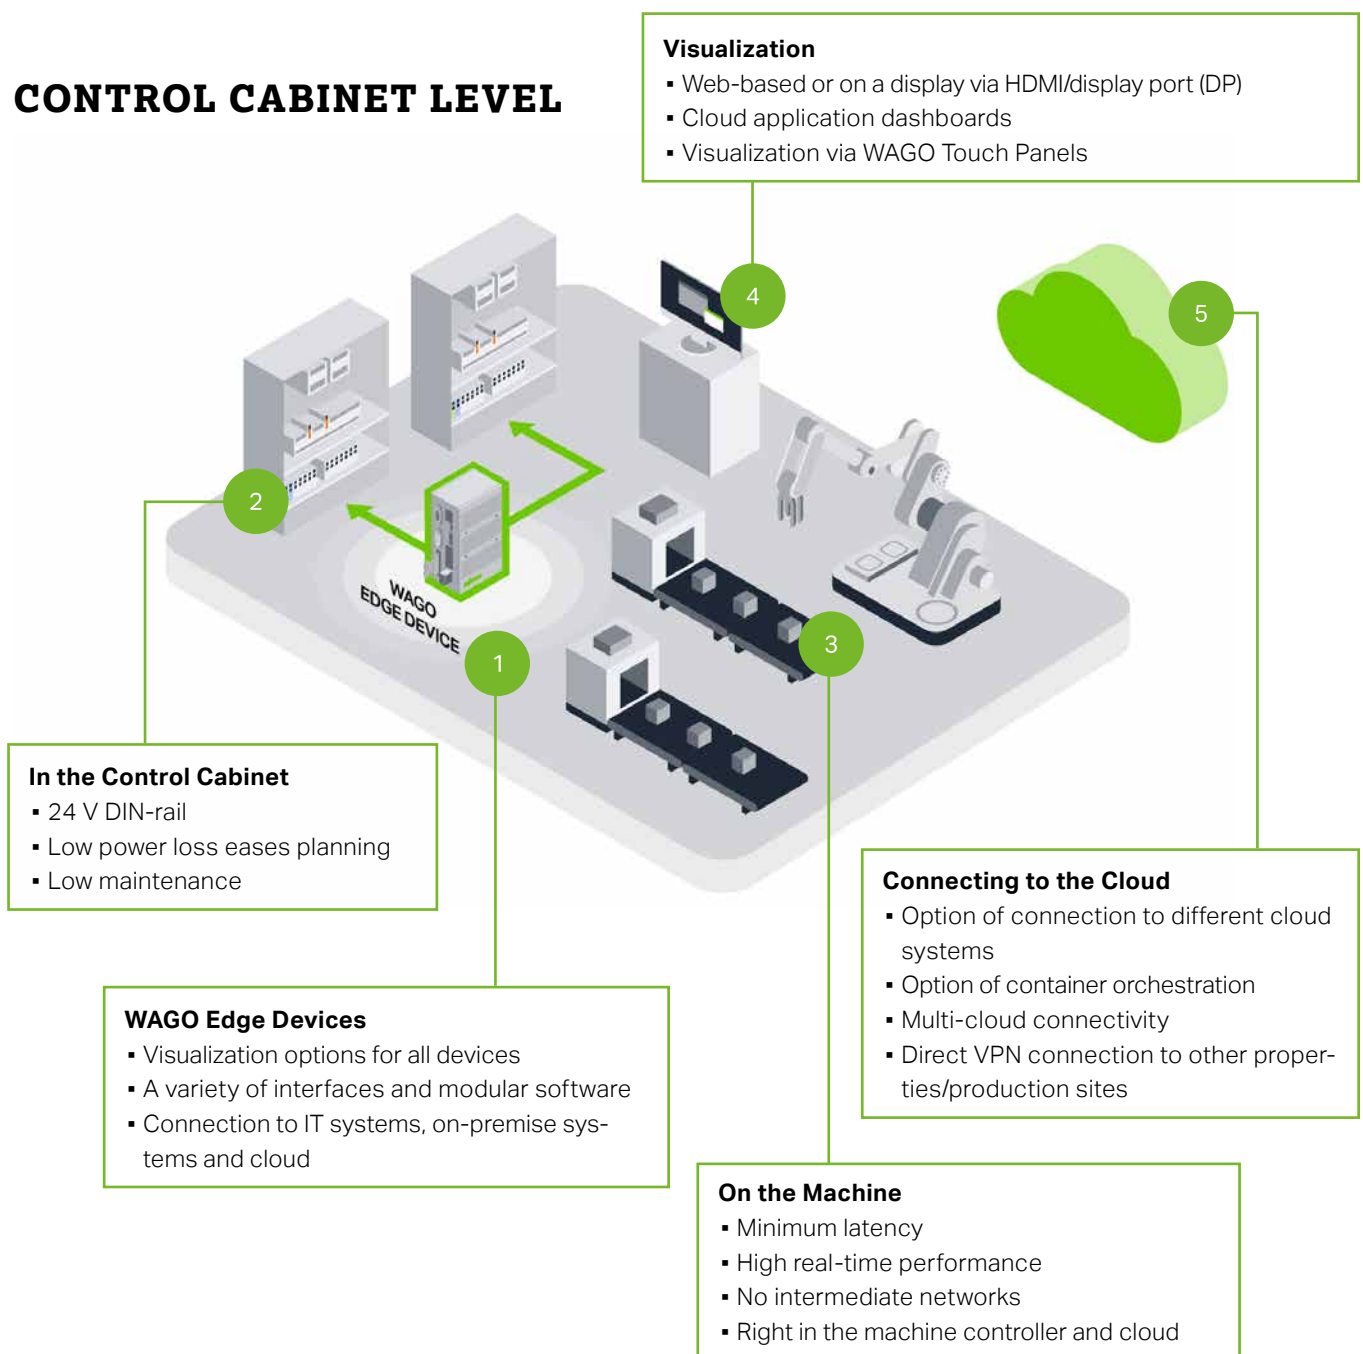 CONTROL CABINET LEVEL
Visualization
▪ Web-based or on a display via HDMI/display port (DP)
▪ Cloud application dashboards
▪ Visualization via WAGO Touch Panels
4
5
2
WAGO
EDGE DEVICE
1
3
In the Control Cabinet
▪ 24 V DIN-rail
▪ Low power loss eases planning
▪ Low maintenance
WAGO Edge Devices
▪ Visualization options for all devices
▪ A variety of interfaces and modular software
▪ Connection to IT systems, on-premise sys-
tems and cloud
Connecting to the Cloud
▪ Option of connection to different cloud
systems
▪ Option of container orchestration
▪ Multi-cloud connectivity
▪ Direct VPN connection to other proper-
ties/production sites
On the Machine
▪ Minimum latency
▪ High real-time performance
▪ No intermediate networks
▪ Right in the machine controller and cloud